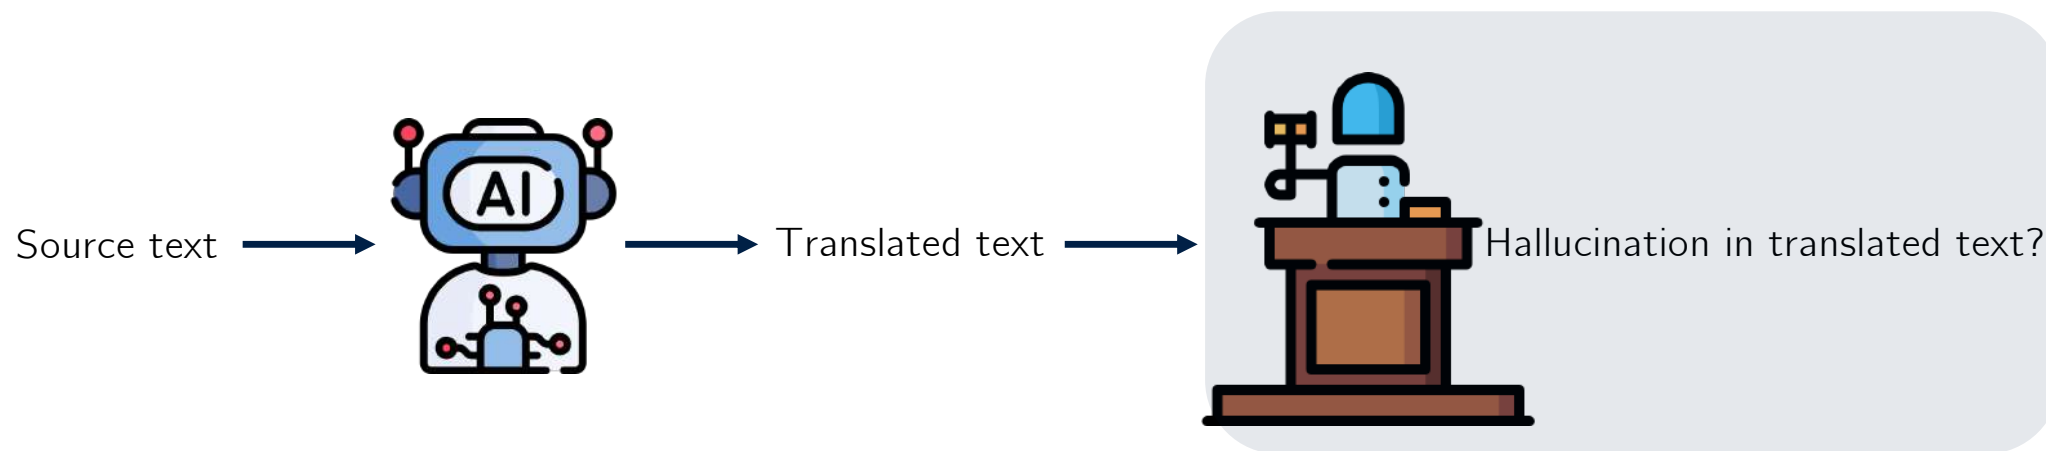 Source text
AI
Translated text
Hallucination in translated text?